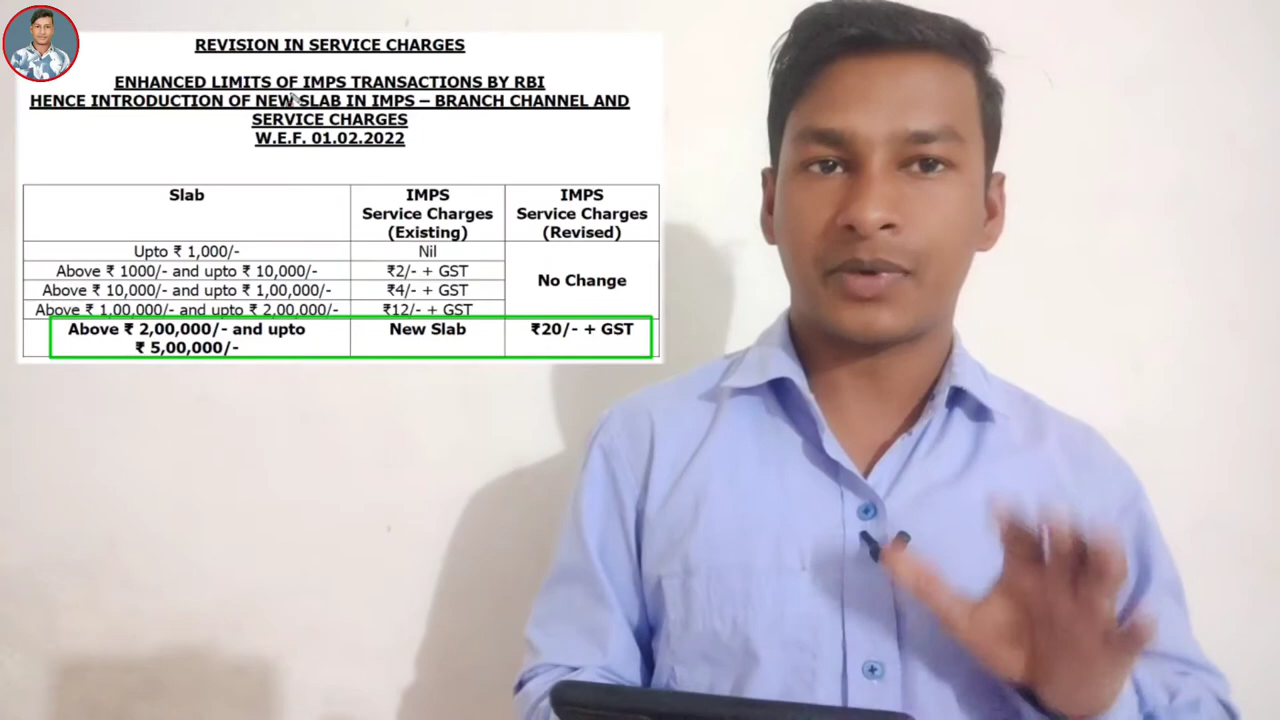 REVISION IN SERVICE CHARGES
ENHANCED LIMITS OF IMPS TRANSACTIONS BY RBI
HENCE INTRODUCTION OF NEW SLAB IN IMPS – BRANCH CHANNEL AND
SERVICE CHARGES
W.E.F. 01.02.2022
Slab
IMPS
Service Charges
(Existing)
IMPS
Service Charges
(Revised)
Upto ₹ 1,000/-
Nil
Above ₹ 1000/- and upto ₹ 10,000/-
₹2/- + GST
Above ₹ 10,000/- and upto ₹ 1,00,000/-
₹4/- + GST
Above ₹ 1,00,000/- and upto ₹ 2,00,000/-
₹12/- + GST
No Change
Above ₹ 2,00,000/- and upto
₹ 5,00,000/-
New Slab
₹20/- + GST